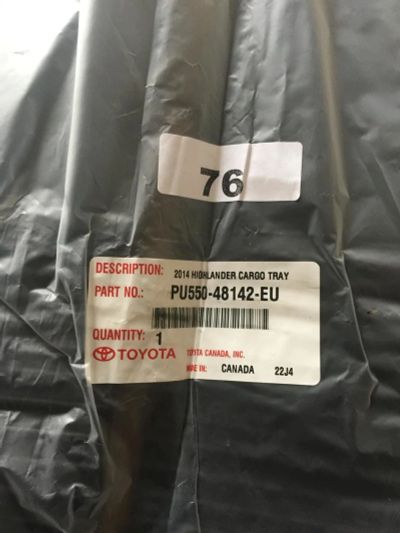 76
DESCRIPTION: 2014 HIGHLANDER CARGO TRAY
PART NO.: PU550-48142-EU
QUANTITY: 1
TOYOTA TOYOTA CANADA, INC.
MADE IN: CANADA 22J4